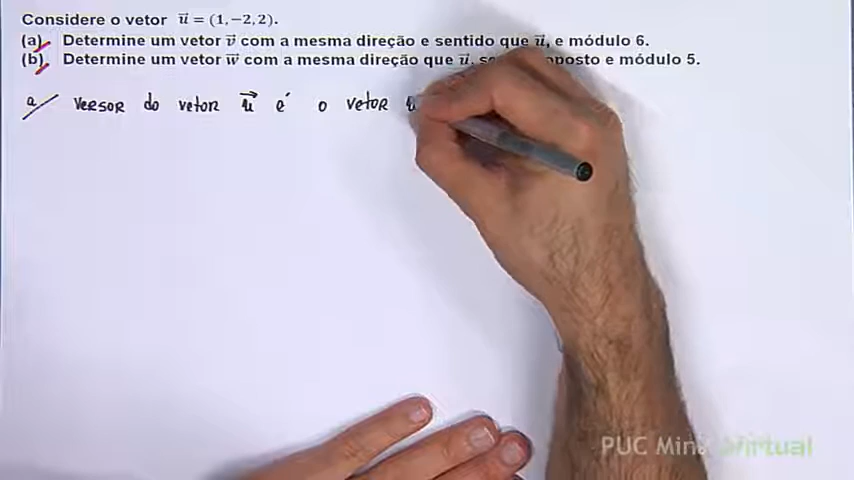 Considere o vetor u⃗ = (1,−2,2).
(a) Determine um vetor v⃗ com a mesma direção e sentido que u⃗, e módulo 6.
(b) Determine um vetor w⃗ com a mesma direção que u⃗, oposto e módulo 5.
a/ VERSOR do vetor u⃗ é o vetor
PUC Minas Virtual